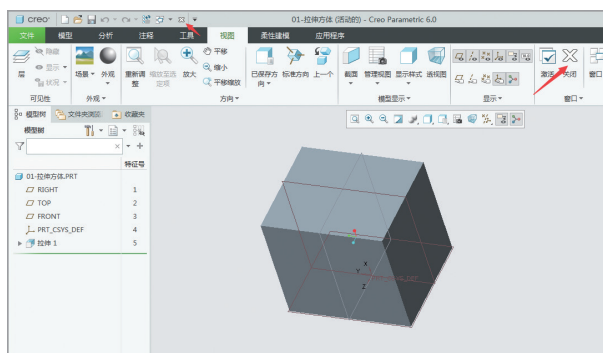 creo
01-拉伸方体 (活动的) - Creo Parametric 6.0
文件 模型 分析 注释 工具 视图 柔性建模 应用程序
层
隐藏
显示
状况
可见性
场景 外观
外观
重新调整
缩放至选定项
放大
平移
缩小
平移缩放
已保存方向
标准方向 上一个
方向
截面 管理视图 显示样式 透视图
模型显示
显示
激活 关闭 窗口
窗口
模型树 文件夹浏览 收藏夹
模型树
特征号
01-拉伸方体.PRT
RIGHT 1
TOP 2
FRONT 3
PRT_CSYS_DEF 4
拉伸 1 5
X
Y
Z